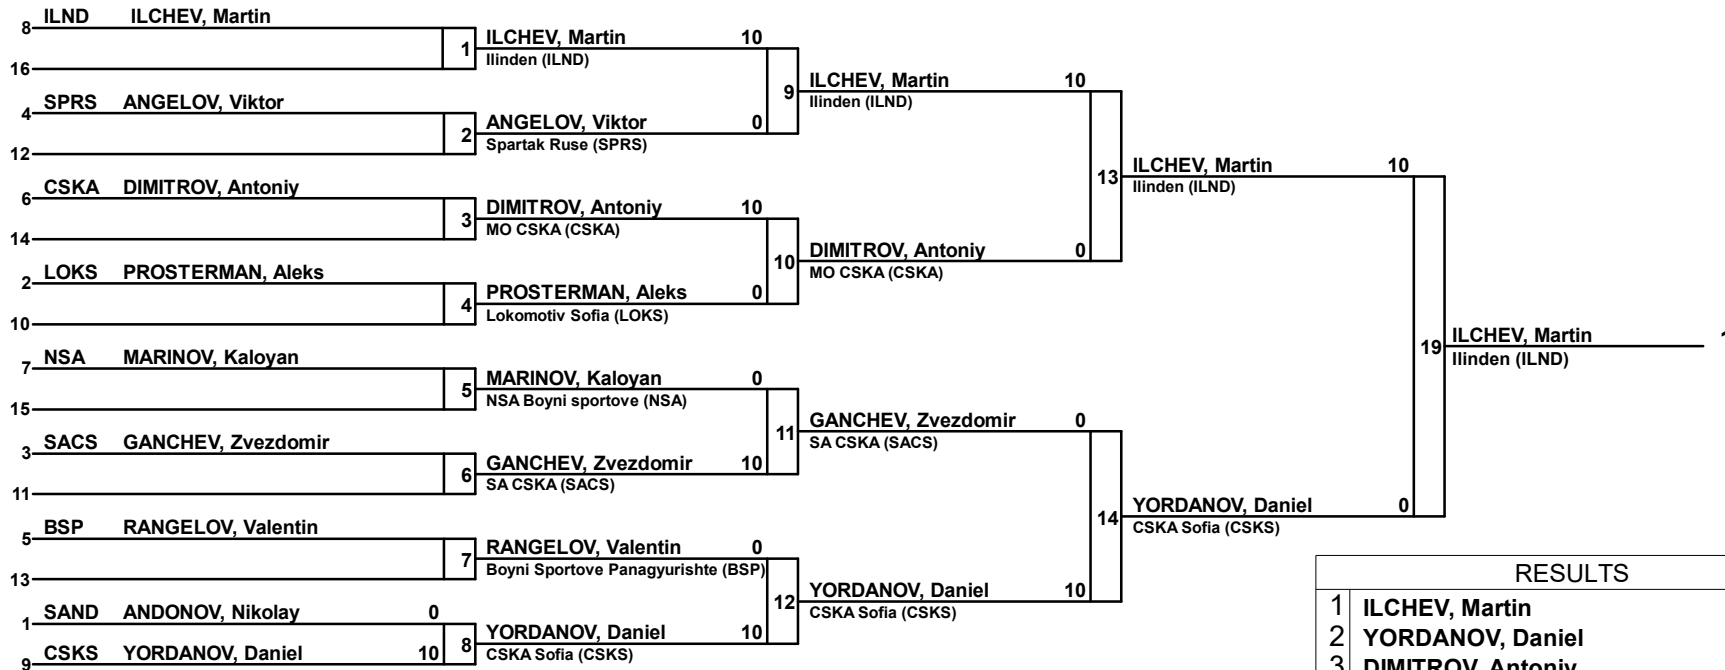 8 ILND ILCHEV, Martin
16
1 ILCHEV, Martin 10
Ilinden (ILND)
4 SPRS ANGELOV, Viktor
12
2 ANGELOV, Viktor 0
Spartak Ruse (SPRS)
6 CSKA DIMITROV, Antoniy
14
3 DIMITROV, Antoniy 10
MO CSKA (CSKA)
2 LOKS PROSTERMAN, Aleks
10
4 PROSTERMAN, Aleks 0
Lokomotiv Sofia (LOKS)
7 NSA MARINOV, Kaloyan
15
5 MARINOV, Kaloyan 0
NSA Boyni sportove (NSA)
3 SACS GANCHEV, Zvezdomir
11
6 GANCHEV, Zvezdomir 10
SA CSKA (SACS)
5 BSP RANGELOV, Valentin
13
7 RANGELOV, Valentin 0
Boyni Sportove Panagyurishte (BSP)
1 SAND ANDONOV, Nikolay 0
9 CSKS YORDANOV, Daniel 10
8 YORDANOV, Daniel 10
CSKA Sofia (CSKS)
9 ILCHEV, Martin 10
Ilinden (ILND)
10 DIMITROV, Antoniy 0
MO CSKA (CSKA)
11 GANCHEV, Zvezdomir 0
SA CSKA (SACS)
12 YORDANOV, Daniel 10
CSKA Sofia (CSKS)
13 ILCHEV, Martin 10
Ilinden (ILND)
14 YORDANOV, Daniel 0
CSKA Sofia (CSKS)
19 ILCHEV, Martin
Ilinden (ILND)
RESULTS
1 ILCHEV, Martin
2 YORDANOV, Daniel
3 DIMITROV, Antoniy